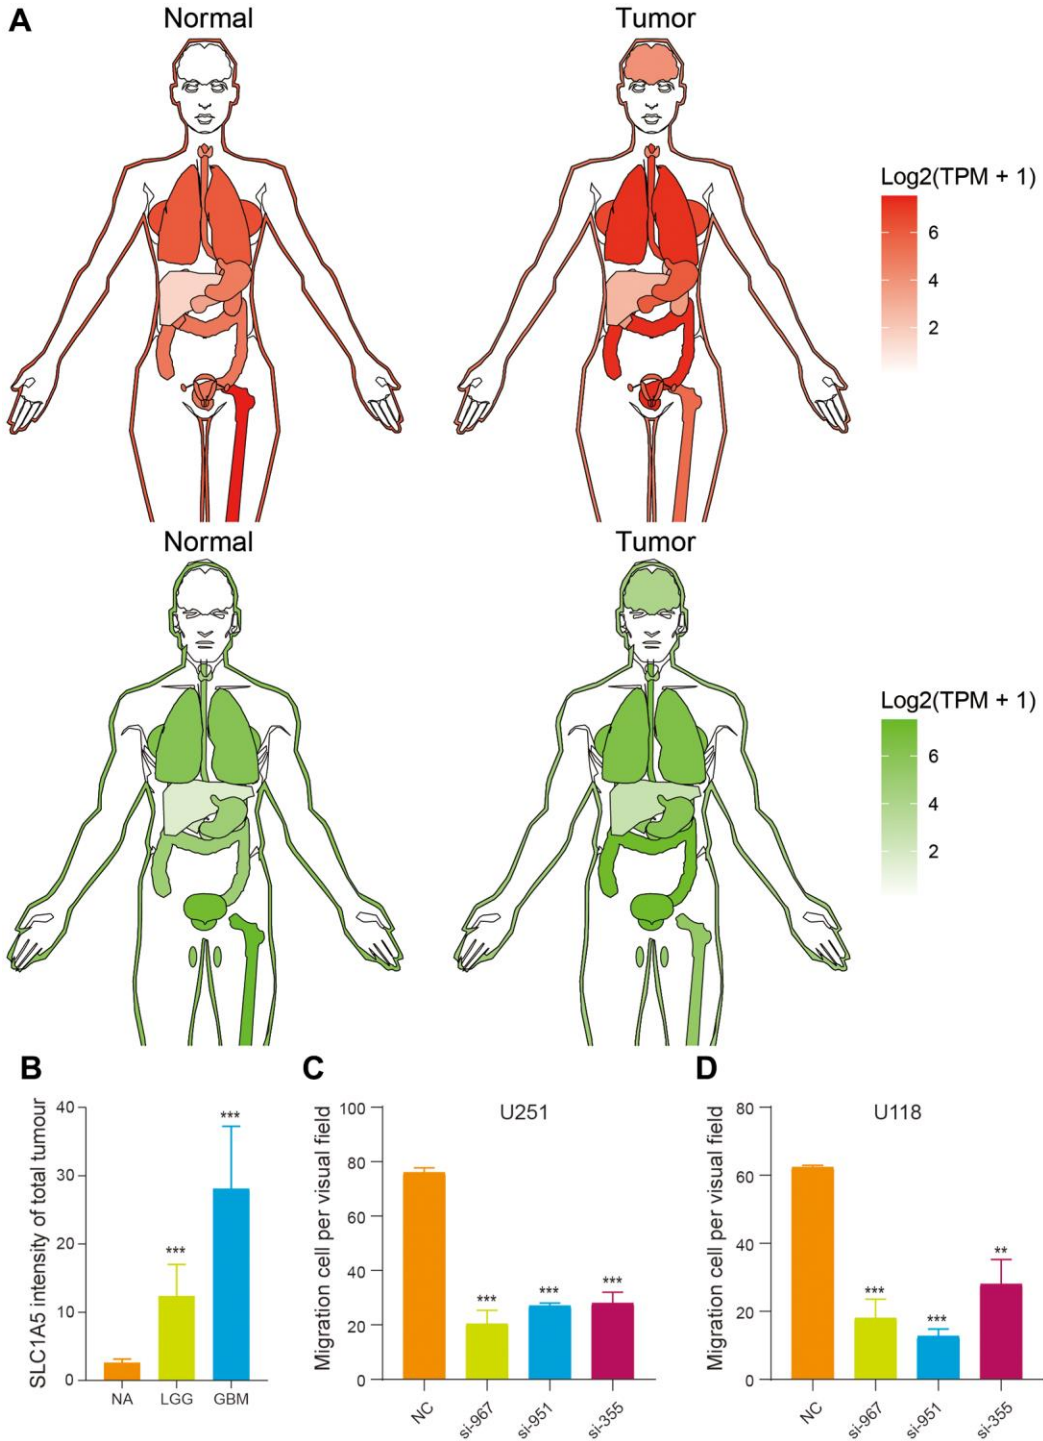 A
Normal
Tumor
Log2(TPM + 1)
6
4
2
Normal
Tumor
Log2(TPM + 1)
6
4
2
B
SLC1A5 intensity of total tumour
40
30
20
10
0
***
***
NA
LGG
GBM
C
U251
Migration cell per visual field
100
80
60
40
20
0
***
***
***
NC
si-967
si-951
si-355
D
U118
Migration cell per visual field
80
60
40
20
0
***
***
**
NC
si-967
si-951
si-355